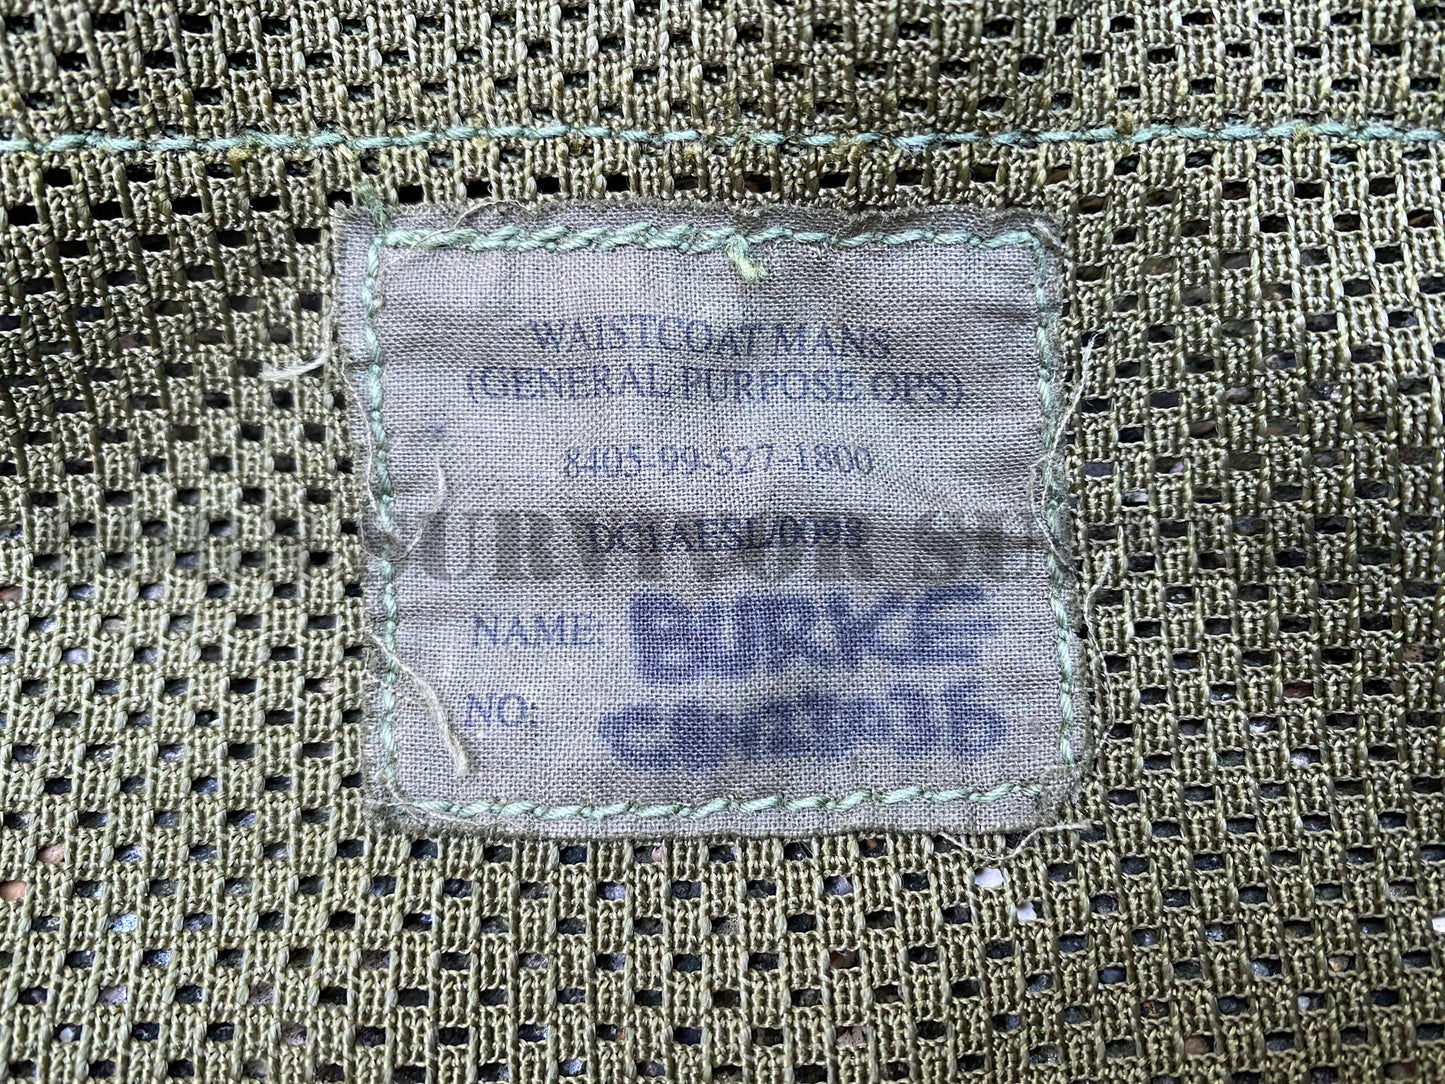 WAISTCOAT MANS
(GENERAL PURPOSE OPS)
8405-99-527-1800
NAME: BURKE
NO: